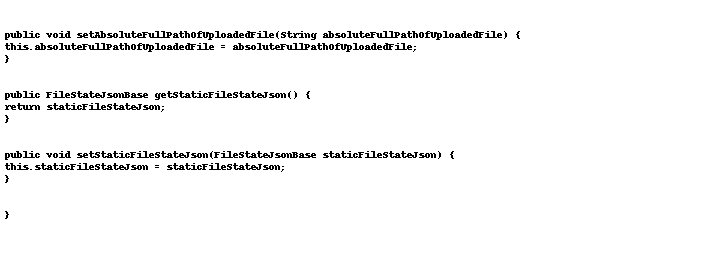 public void setAbsoluteFullPathOfUploadedFile(String absoluteFullPathOfUploadedFile) {
this.absoluteFullPathOfUploadedFile = absoluteFullPathOfUploadedFile;
}
public FileStateJsonBase getStaticFileStateJson() {
return staticFileStateJson;
}
public void setStaticFileStateJson(FileStateJsonBase staticFileStateJson) {
this.staticFileStateJson = staticFileStateJson;
}
}